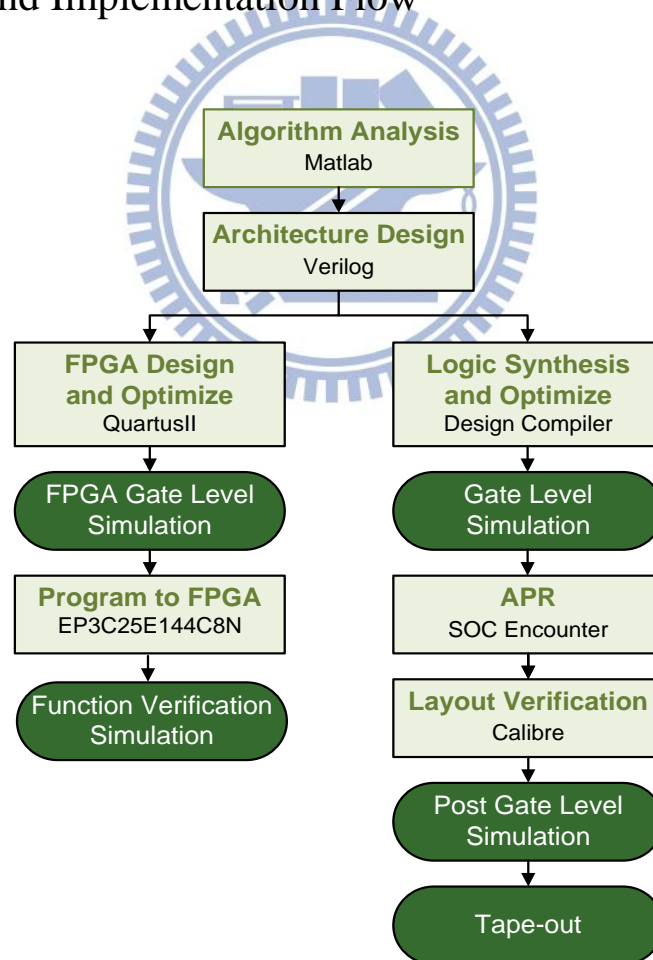 nd Implementation Flow
Algorithm Analysis
Matlab
Architecture Design
Verilog
FPGA Design
and Optimize
QuartusII
FPGA Gate Level
Simulation
Program to FPGA
EP3C25E144C8N
Function Verification
Simulation
Logic Synthesis
and Optimize
Design Compiler
Gate Level
Simulation
APR
SOC Encounter
Layout Verification
Calibre
Post Gate Level
Simulation
Tape-out